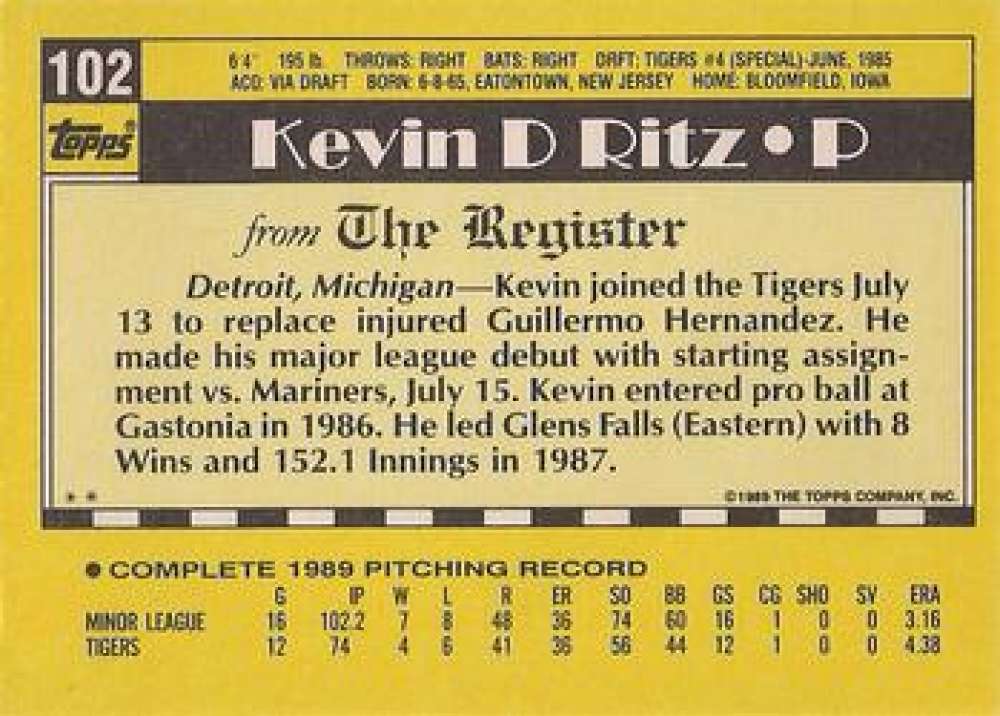 102
6'4" 195 lb. THROWS: RIGHT BATS: RIGHT DRFT: TIGERS #4 (SPECIAL)-JUNE, 1985
ACQ: VIA DRAFT BORN: 6-8-65, EATONTOWN, NEW JERSEY HOME: BLOOMFIELD, IOWA
topps®
Kevin D Ritz • P
from The Register
Detroit, Michigan—Kevin joined the Tigers July
13 to replace injured Guillermo Hernandez. He
made his major league debut with starting assign-
ment vs. Mariners, July 15. Kevin entered pro ball at
Gastonia in 1986. He led Glens Falls (Eastern) with 8
Wins and 152.1 Innings in 1987.
* * ©1989 THE TOPPS COMPANY, INC.
● COMPLETE 1989 PITCHING RECORD
G IP W L R ER SO BB GS CG SHO SV ERA
MINOR LEAGUE 16 102.2 7 8 48 36 74 60 16 1 0 0 3.16
TIGERS 12 74 4 6 41 36 56 44 12 1 0 0 4.38